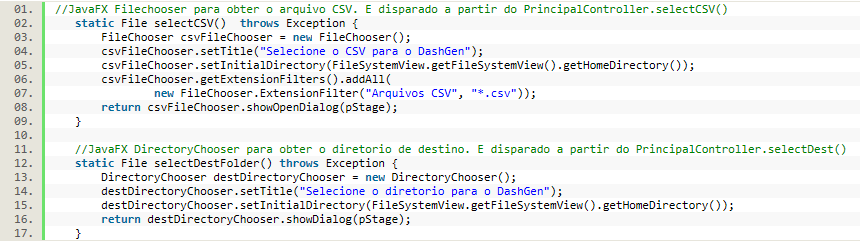 01. //JavaFX Filechooser para obter o arquivo CSV. E disparado a partir do PrincipalController.selectCSV()
02. static File selectCSV()  throws Exception {
03. FileChooser csvFileChooser = new FileChooser();
04. csvFileChooser.setTitle("Selecione o CSV para o DashGen");
05. csvFileChooser.setInitialDirectory(FileSystemView.getFileSystemView().getHomeDirectory());
06. csvFileChooser.getExtensionFilters().addAll(
07. new FileChooser.ExtensionFilter("Arquivos CSV", "*.csv"));
08. return csvFileChooser.showOpenDialog(pStage);
09. }
10.
11. //JavaFX DirectoryChooser para obter o diretorio de destino. E disparado a partir do PrincipalController.selectDest()
12. static File selectDestFolder() throws Exception {
13. DirectoryChooser destDirectoryChooser = new DirectoryChooser();
14. destDirectoryChooser.setTitle("Selecione o diretorio para o DashGen");
15. destDirectoryChooser.setInitialDirectory(FileSystemView.getFileSystemView().getHomeDirectory());
16. return destDirectoryChooser.showDialog(pStage);
17. }